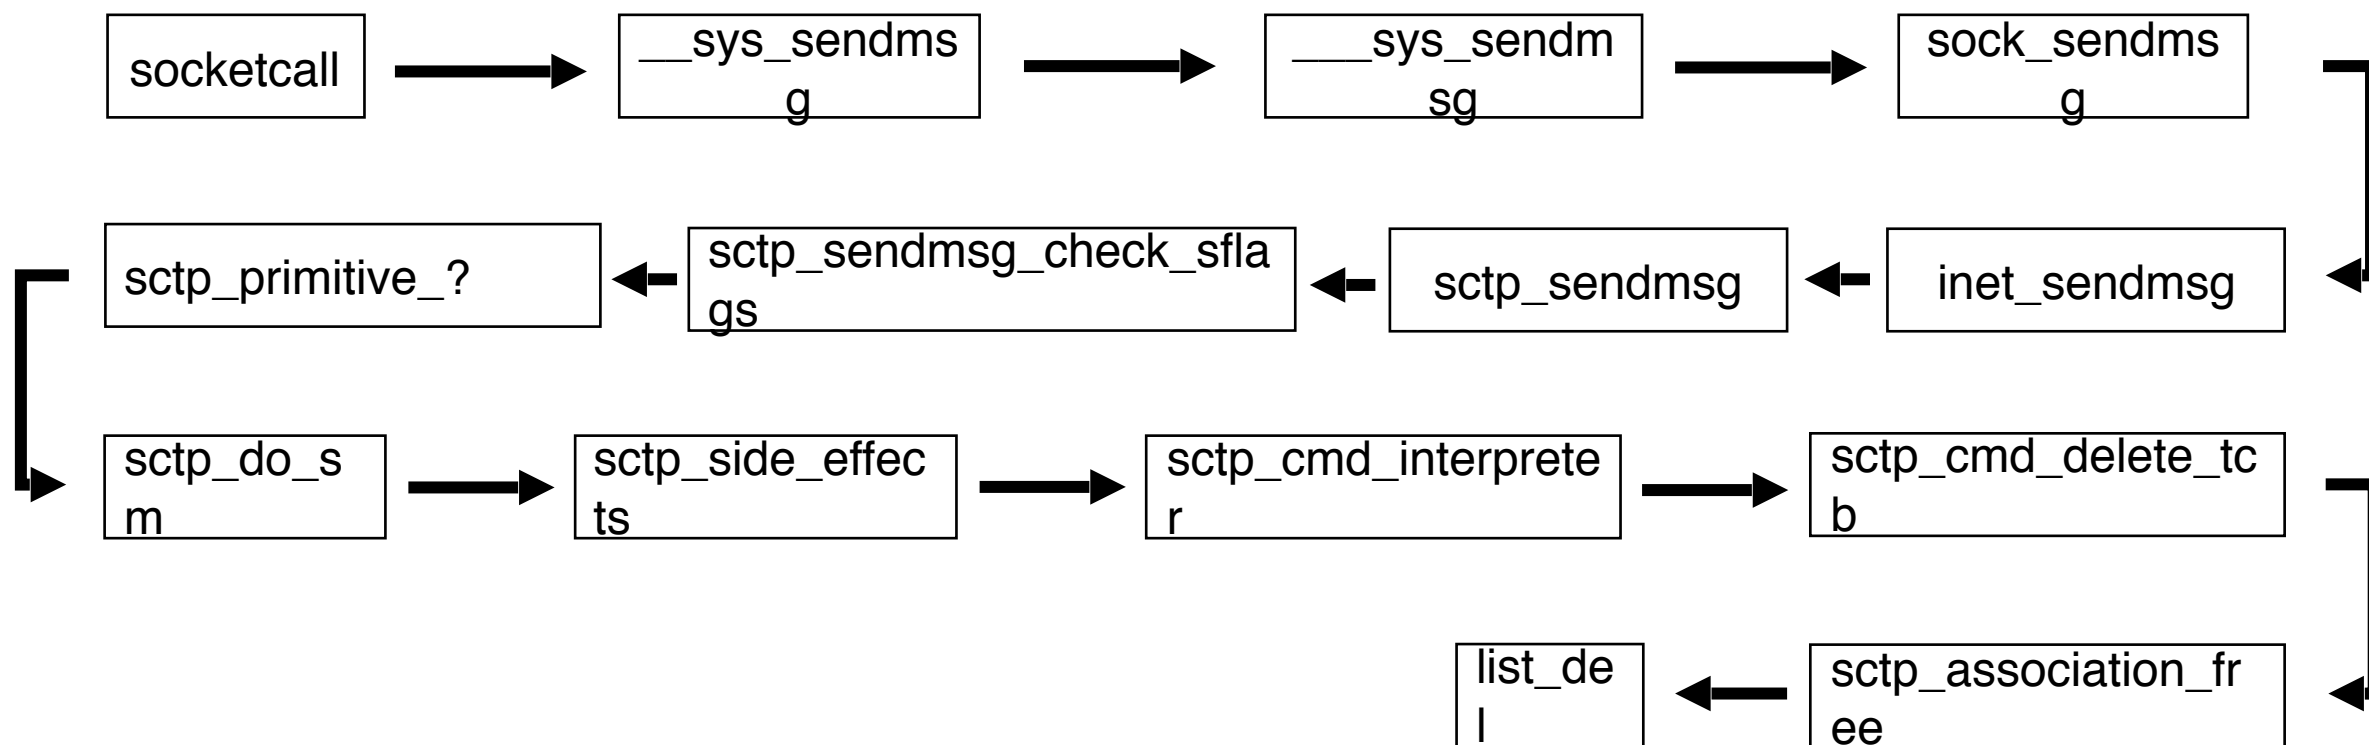 socketcall
__sys_sendms
g
___sys_sendm
sg
sock_sendms
g
sctp_primitive_?
sctp_sendmsg_check_sfla
gs
sctp_sendmsg
inet_sendmsg
sctp_do_s
m
sctp_side_effec
ts
sctp_cmd_interprete
r
sctp_cmd_delete_tc
b
list_de
l
sctp_association_fr
ee